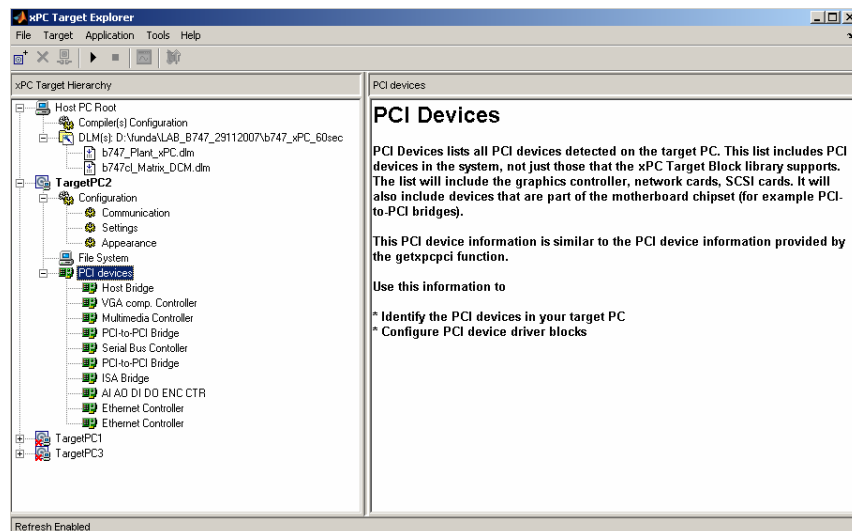 xPC Target Explorer
File Target Application Tools Help
xPC Target Hierarchy
Host PC Root
Compiler(s) Configuration
DLM(s): D:\funda\LAB_B747_29112007\b747_xPC_60sec
b747_Plant_xPC.dlm
b747cl_Matrix_DCM.dlm
TargetPC2
Configuration
Communication
Settings
Appearance
File System
PCI devices
Host Bridge
VGA comp. Controller
Multimedia Controller
PCI-to-PCI Bridge
Serial Bus Contoller
PCI-to-PCI Bridge
ISA Bridge
AI AO DI DO ENC CTR
Ethernet Controller
Ethernet Controller
TargetPC1
TargetPC3
PCI devices
PCI Devices
PCI Devices lists all PCI devices detected on the target PC. This list includes PCI
devices in the system, not just those that the xPC Target Block library supports.
The list will include the graphics controller, network cards, SCSI cards. It will
also include devices that are part of the motherboard chipset (for example PCI-
to-PCI bridges).
This PCI device information is similar to the PCI device information provided by
the getxpcpci function.
Use this information to
* Identify the PCI devices in your target PC
* Configure PCI device driver blocks
Refresh Enabled